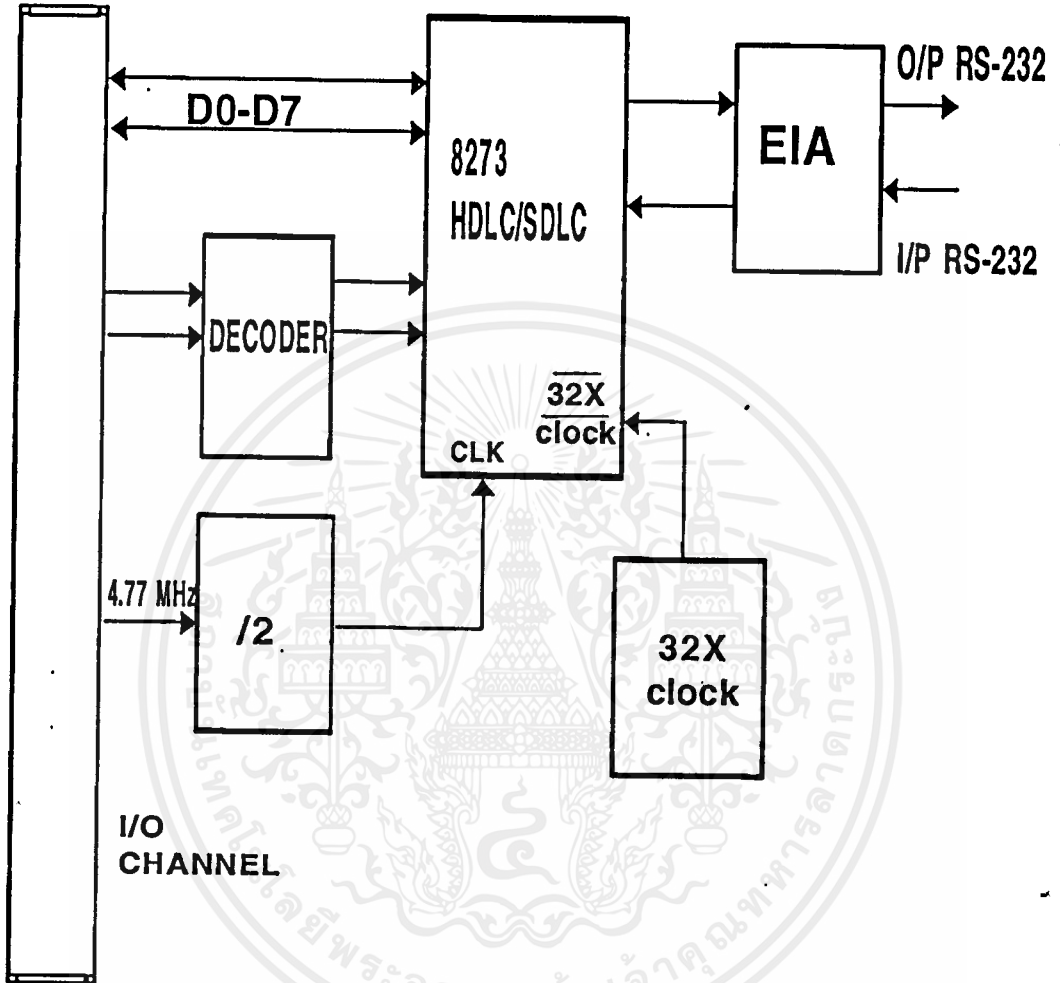 O/P RS-232
D0-D7
EIA
8273
HDLC/SDLC
I/P RS-232
DECODER
32X
clock
CLK
4.77 MHz
/2
32X
clock
I/O
CHANNEL